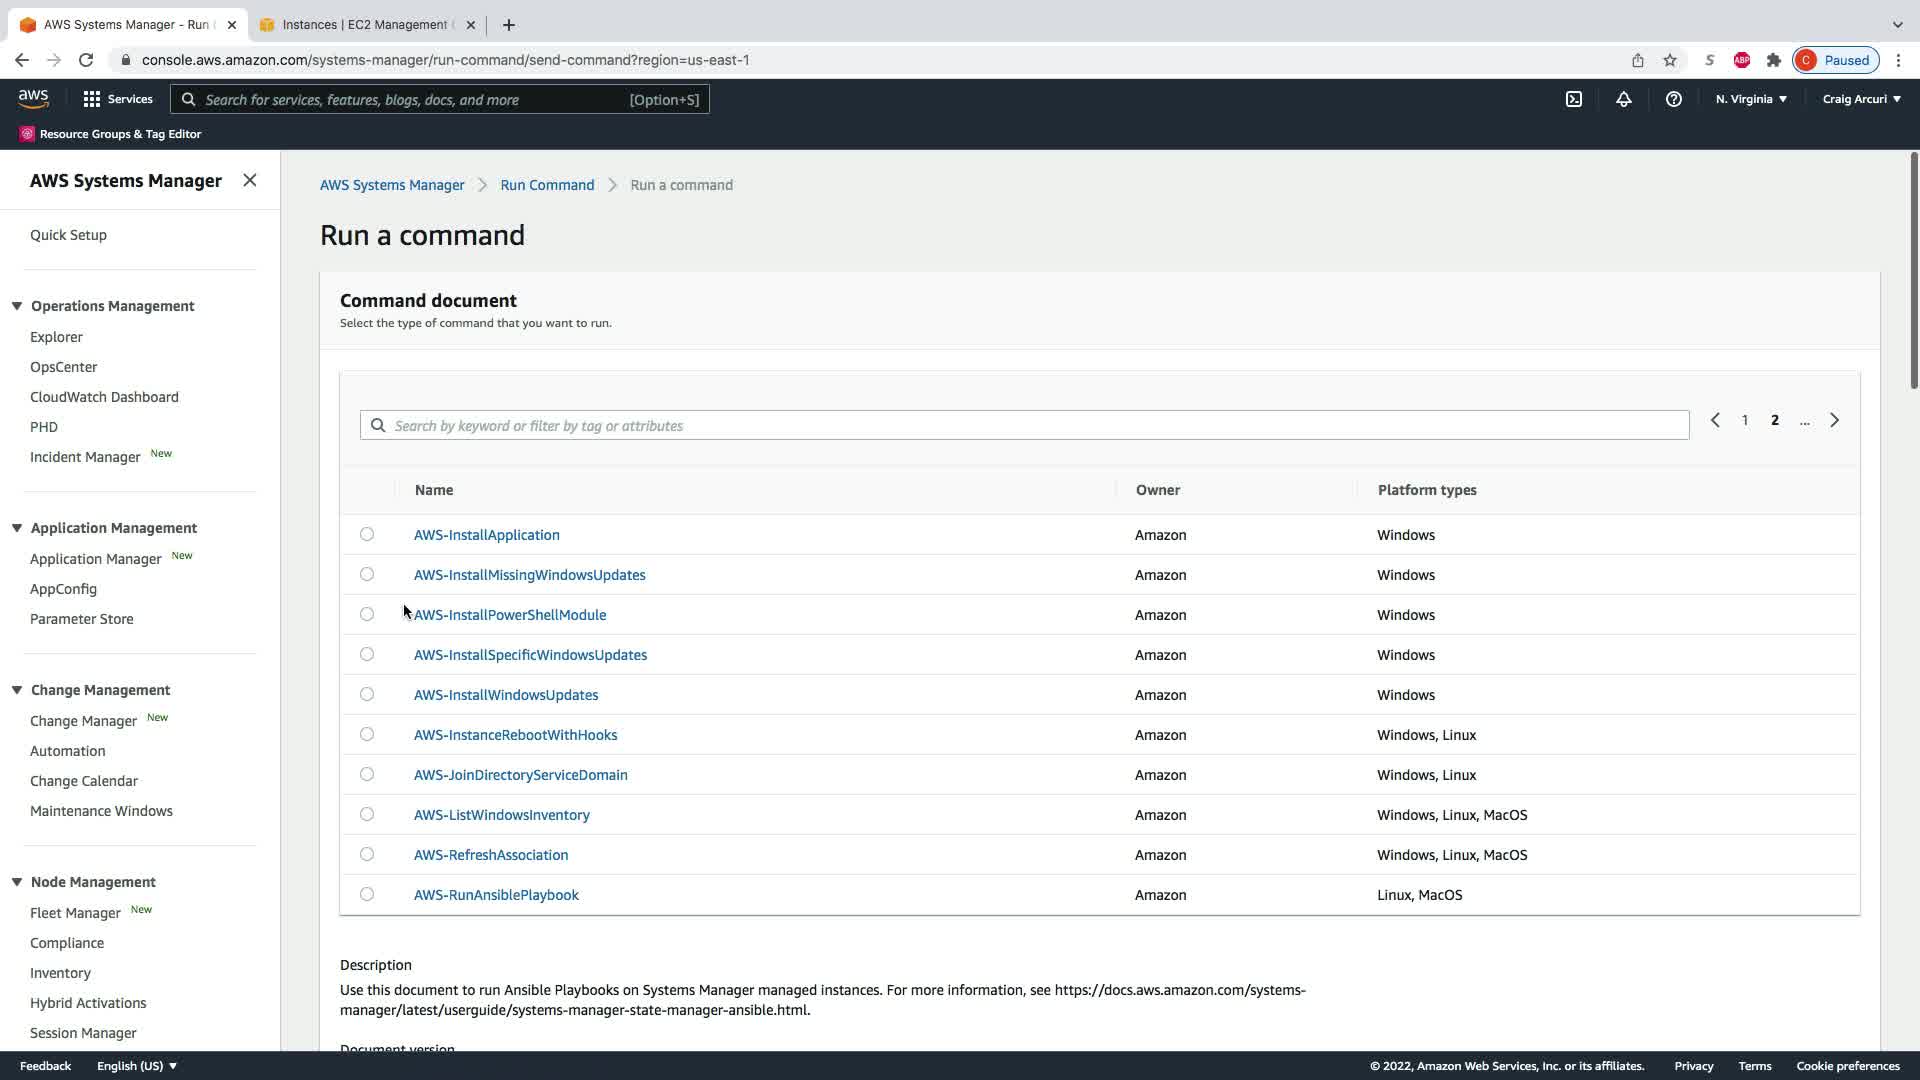 AWS Systems Manager - Run
Instances | EC2 Management
console.aws.amazon.com/systems-manager/run-command/send-command?region=us-east-1
S
ABP
C
Paused
aws
Services
Search for services, features, blogs, docs, and more
[Option+S]
N. Virginia
Craig Arcuri
Resource Groups & Tag Editor
AWS Systems Manager
Quick Setup
Operations Management
Explorer
OpsCenter
CloudWatch Dashboard
PHD
Incident Manager New
Application Management
Application Manager New
AppConfig
Parameter Store
Change Management
Change Manager New
Automation
Change Calendar
Maintenance Windows
Node Management
Fleet Manager New
Compliance
Inventory
Hybrid Activations
Session Manager
AWS Systems Manager Run Command Run a command
Run a command
Command document
Select the type of command that you want to run.
Search by keyword or filter by tag or attributes
1 2 ...
Name Owner Platform types
AWS-InstallApplication Amazon Windows
AWS-InstallMissingWindowsUpdates Amazon Windows
AWS-InstallPowerShellModule Amazon Windows
AWS-InstallSpecificWindowsUpdates Amazon Windows
AWS-InstallWindowsUpdates Amazon Windows
AWS-InstanceRebootWithHooks Amazon Windows, Linux
AWS-JoinDirectoryServiceDomain Amazon Windows, Linux
AWS-ListWindowsInventory Amazon Windows, Linux, MacOS
AWS-RefreshAssociation Amazon Windows, Linux, MacOS
AWS-RunAnsiblePlaybook Amazon Linux, MacOS
Description
Use this document to run Ansible Playbooks on Systems Manager managed instances. For more information, see https://docs.aws.amazon.com/systems-
manager/latest/userguide/systems-manager-state-manager-ansible.html.
Document version
Feedback English (US)
© 2022, Amazon Web Services, Inc. or its affiliates. Privacy Terms Cookie preferences